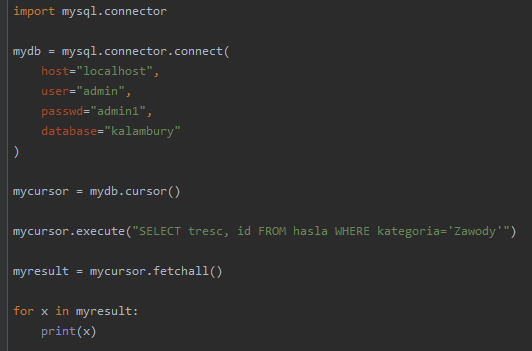 import mysql.connector
mydb = mysql.connector.connect(
    host="localhost",
    user="admin",
    passwd="admin1",
    database="kalambury"
)
mycursor = mydb.cursor()
mycursor.execute("SELECT tresc, id FROM hasla WHERE kategoria='Zawody'")
myresult = mycursor.fetchall()
for x in myresult:
    print(x)